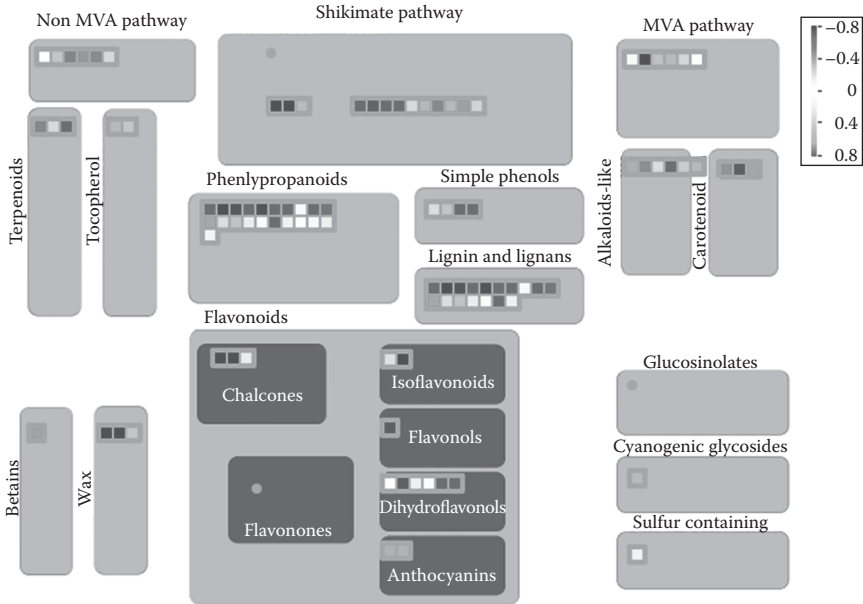 Shikimate pathway
Non MVA pathway
MVA pathway
−0.8
−0.4
0
0.4
0.8
Terpenoids
Tocopherol
Phenlypropanoids
Simple phenols
Alkaloids-like
Carotenoid
Lignin and lignans
Flavonoids
Chalcones
Isoflavonoids
Flavonols
Flavonones
Dihydroflavonols
Anthocyanins
Glucosinolates
Cyanogenic glycosides
Sulfur containing
Betains
Wax